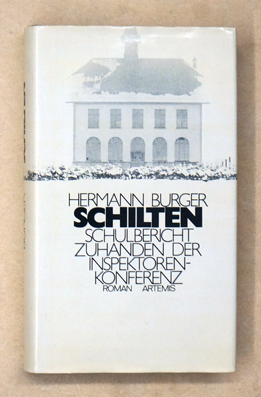 HERMANN BURGER
SCHILTEN
SCHULBERICHT
ZUHANDEN DER
INSPEKTOREN-
KONFERENZ
ROMAN ARTEMIS